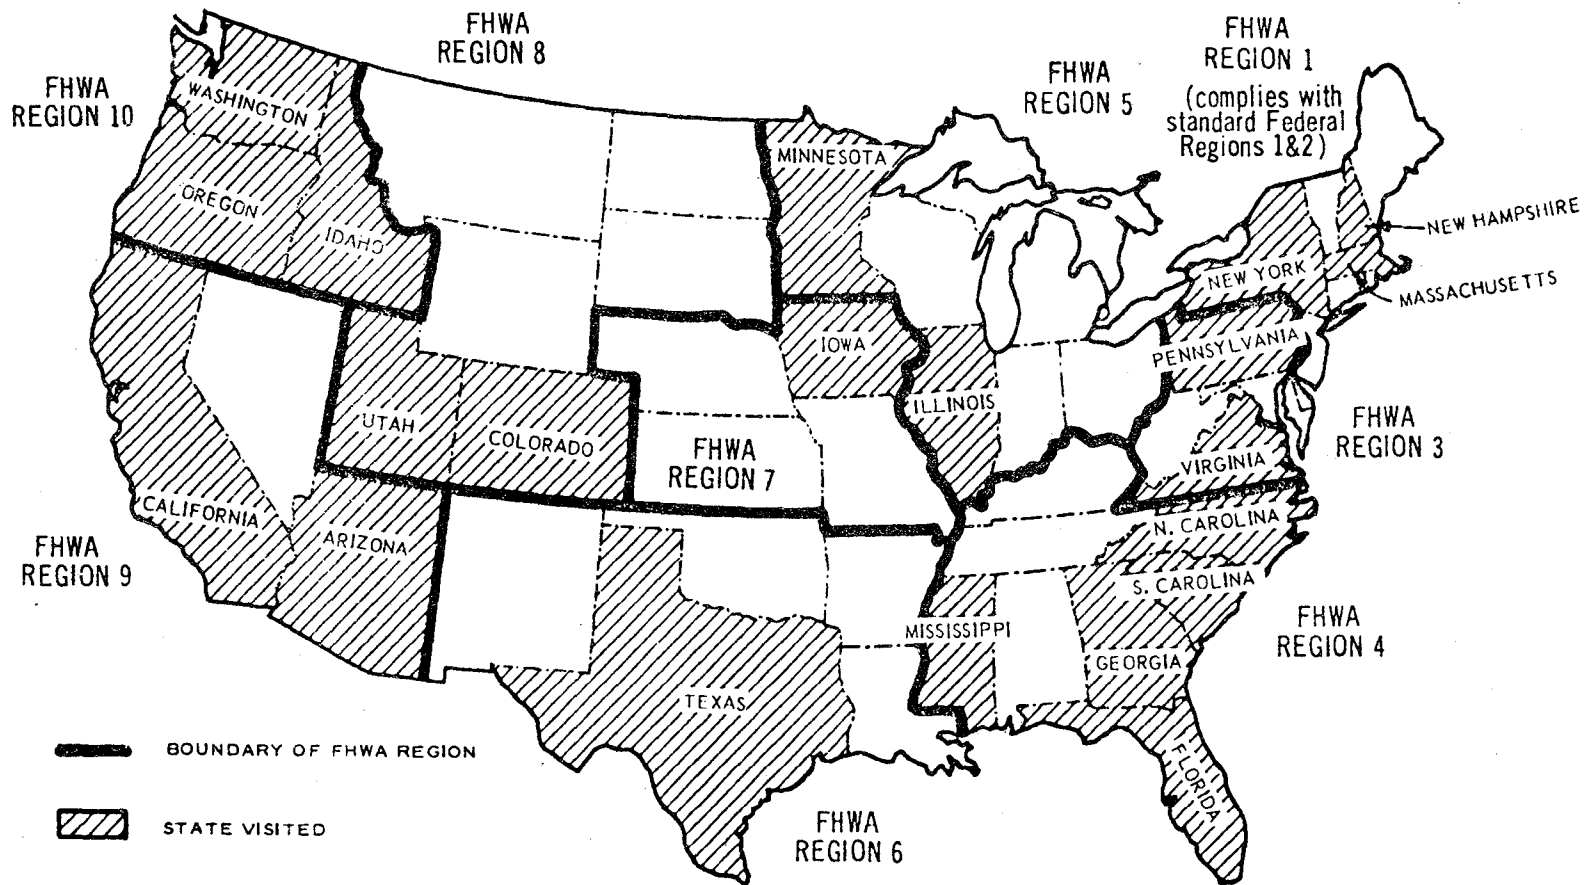 FHWA
REGION 8
FHWA
REGION 1
(complies with
standard Federal
Regions 1&2)
FHWA
REGION 5
FHWA
REGION 10
WASHINGTON
MINNESOTA
OREGON
IDAHO
NEW HAMPSHIRE
NEW YORK
MASSACHUSETTS
IOWA
PENNSYLVANIA
ILLINOIS
UTAH
COLORADO
FHWA
REGION 7
FHWA
REGION 3
VIRGINIA
CALIFORNIA
ARIZONA
N. CAROLINA
FHWA
REGION 9
S. CAROLINA
MISSISSIPPI
GEORGIA
FHWA
REGION 4
TEXAS
FLORIDA
BOUNDARY OF FHWA REGION
STATE VISITED
FHWA
REGION 6